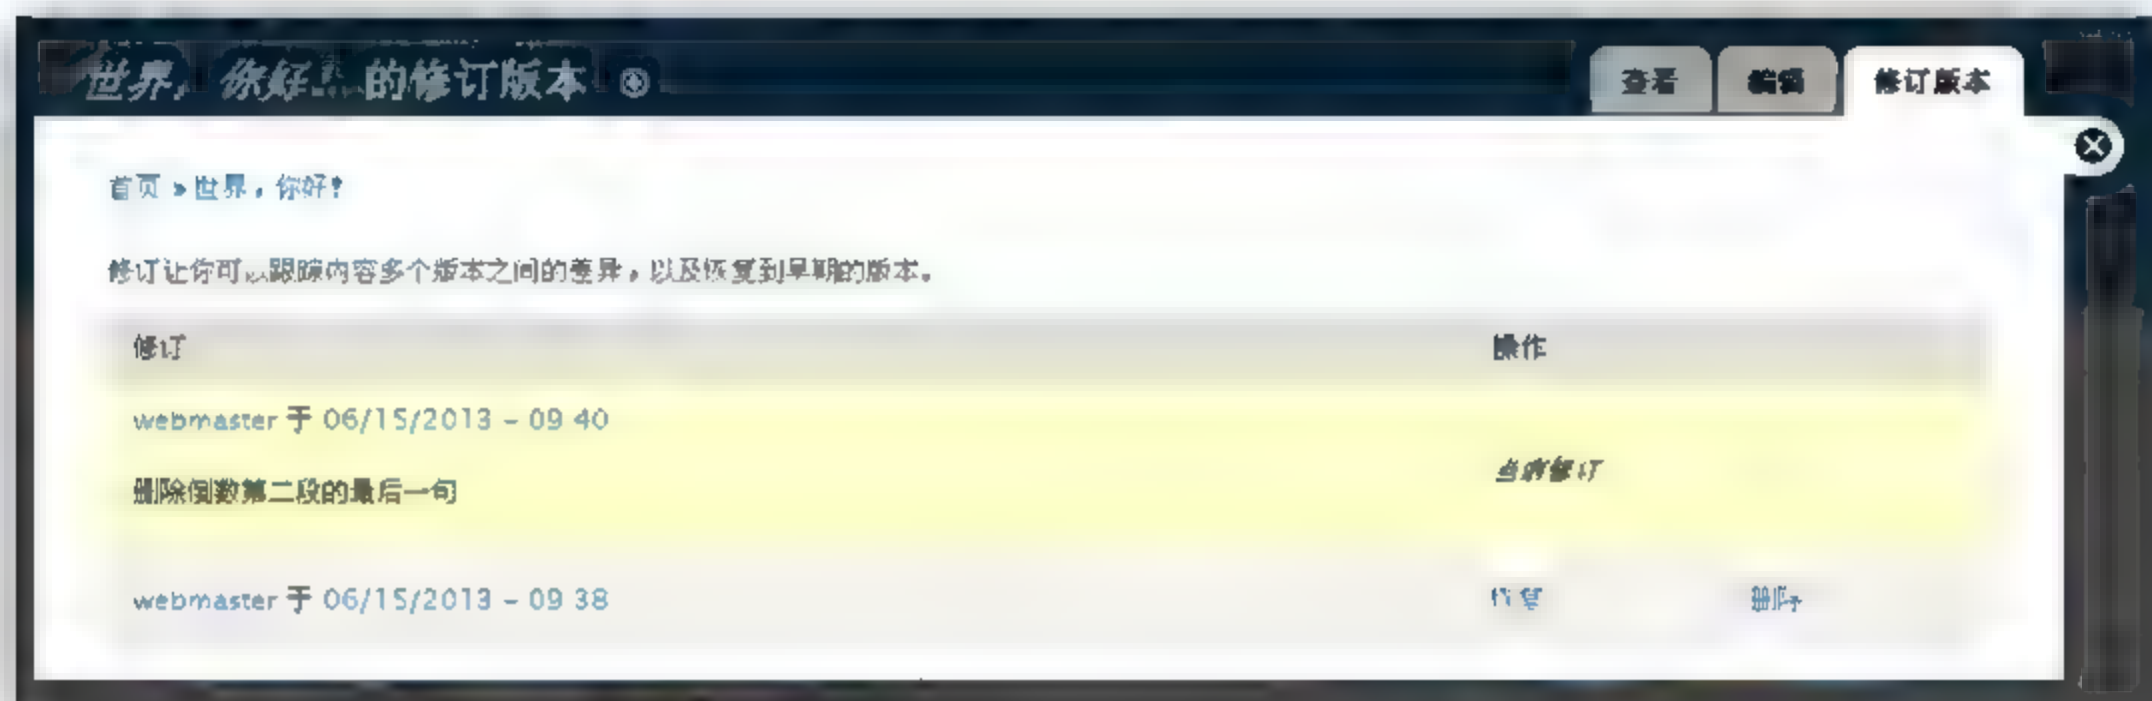 世界，你好！的修订版本
查看 编辑 修订版本
首页 » 世界，你好！
修订让你可以跟踪内容多个版本之间的差异，以及恢复到早期的版本。
修订 操作
webmaster 于 06/15/2013 - 09:40
当前修订
删除倒数第二段的最后一句
webmaster 于 06/15/2013 - 09:38 恢复 删除